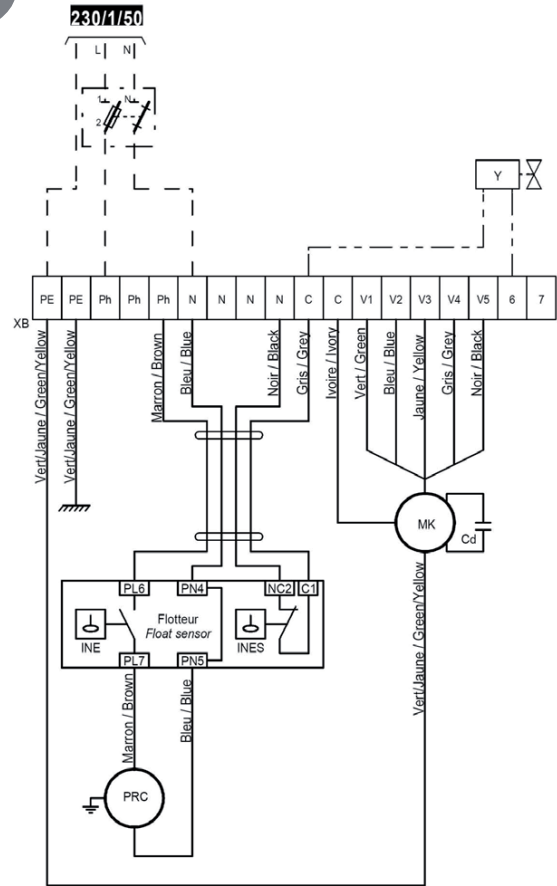 230/1/50
L N
1 N
2
Y
PE PE Ph Ph Ph N N N N C C V1 V2 V3 V4 V5 6 7
XB
Vert/Jaune / Green/Yellow
Vert/Jaune / Green/Yellow
Marron / Brown
Bleu / Blue
Noir / Black
Gris / Grey
Ivoire / Ivory
Vert / Green
Bleu / Blue
Jaune / Yellow
Gris / Grey
Noir / Black
MK
Cd
PL6 PN4 NC2 C1
Flotteur
Float sensor
INE
INES
PL7 PN5
Marron / Brown
Bleu / Blue
Vert/Jaune / Green/Yellow
PRC